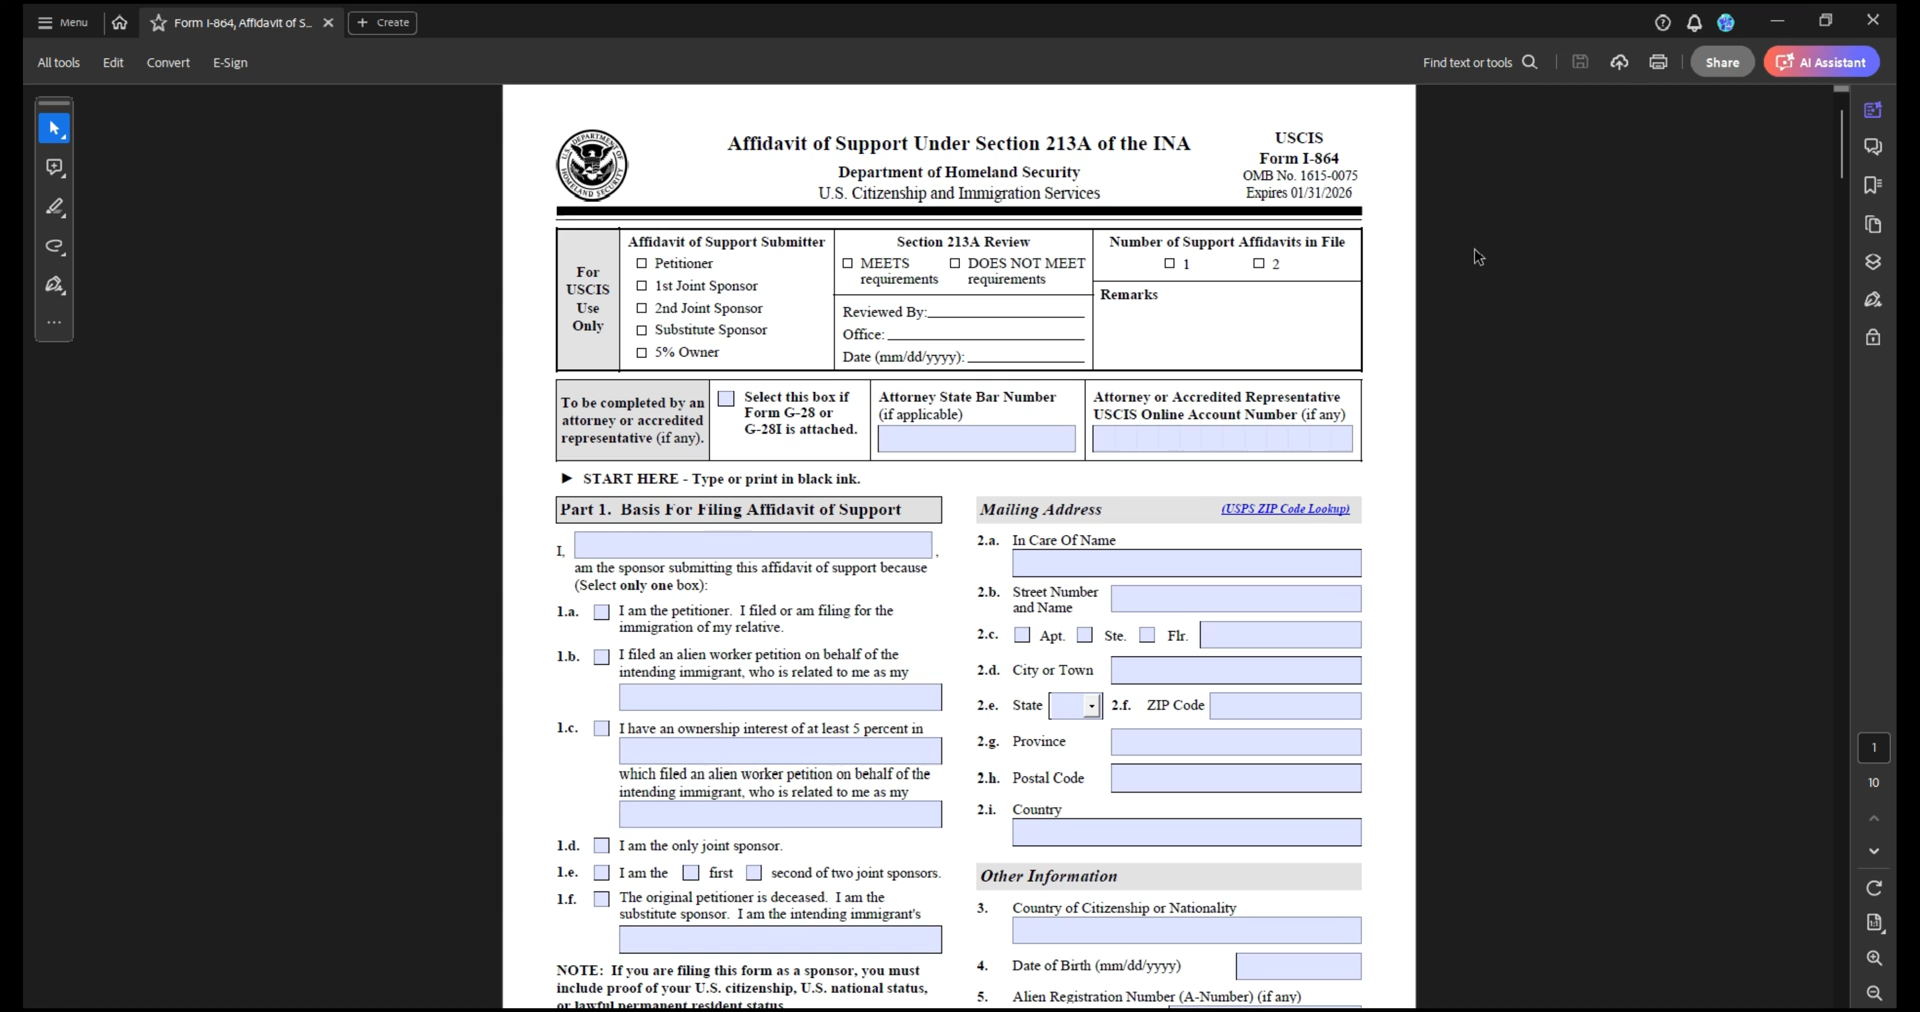 Menu
Form I-864, Affidavit of S...
Create
All tools
Edit
Convert
E-Sign
Find text or tools
Share
AI Assistant
U.S. DEPARTMENT OF HOMELAND SECURITY
Affidavit of Support Under Section 213A of the INA
Department of Homeland Security
U.S. Citizenship and Immigration Services
USCIS
Form I-864
OMB No. 1615-0075
Expires 01/31/2026
For
USCIS
Use
Only
Affidavit of Support Submitter
Petitioner
1st Joint Sponsor
2nd Joint Sponsor
Substitute Sponsor
5% Owner
Section 213A Review
MEETS
requirements
DOES NOT MEET
requirements
Reviewed By:
Office:
Date (mm/dd/yyyy):
Number of Support Affidavits in File
1 2
Remarks
To be completed by an
attorney or accredited
representative (if any).
Select this box if
Form G-28 or
G-28I is attached.
Attorney State Bar Number
(if applicable)
Attorney or Accredited Representative
USCIS Online Account Number (if any)
► START HERE - Type or print in black ink.
Part 1. Basis For Filing Affidavit of Support
I, ,
am the sponsor submitting this affidavit of support because
(Select only one box):
1.a. I am the petitioner. I filed or am filing for the
immigration of my relative.
1.b. I filed an alien worker petition on behalf of the
intending immigrant, who is related to me as my
1.c. I have an ownership interest of at least 5 percent in
which filed an alien worker petition on behalf of the
intending immigrant, who is related to me as my
1.d. I am the only joint sponsor.
1.e. I am the first second of two joint sponsors.
1.f. The original petitioner is deceased. I am the
substitute sponsor. I am the intending immigrant's
NOTE: If you are filing this form as a sponsor, you must
include proof of your U.S. citizenship, U.S. national status,
or lawful permanent resident status.
Mailing Address (USPS ZIP Code Lookup)
2.a. In Care Of Name
2.b. Street Number
and Name
2.c. Apt. Ste. Flr.
2.d. City or Town
2.e. State 2.f. ZIP Code
2.g. Province
2.h. Postal Code
2.i. Country
Other Information
3. Country of Citizenship or Nationality
4. Date of Birth (mm/dd/yyyy)
5. Alien Registration Number (A-Number) (if any)
1
10